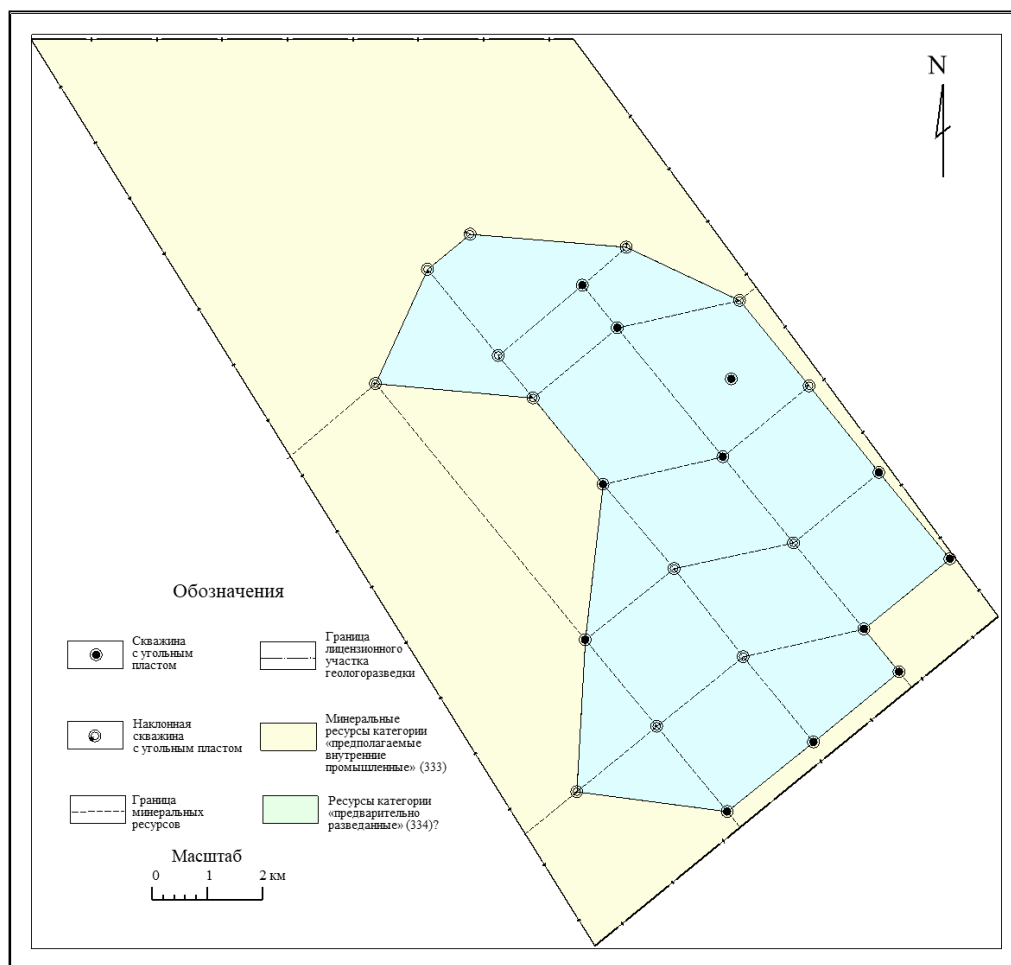 N
Обозначения
Скважина
с угольным
пластом
Граница
лицензионного
участка
геологоразведки
Наклонная
скважина
с угольным пластом
Минеральные
ресурсы категории
«предполагаемые
внутренние
промышленные» (333)
Граница
минеральных
ресурсов
Ресурсы категории
«предварительно
разведанные» (334)?
Масштаб
0 1 2 км